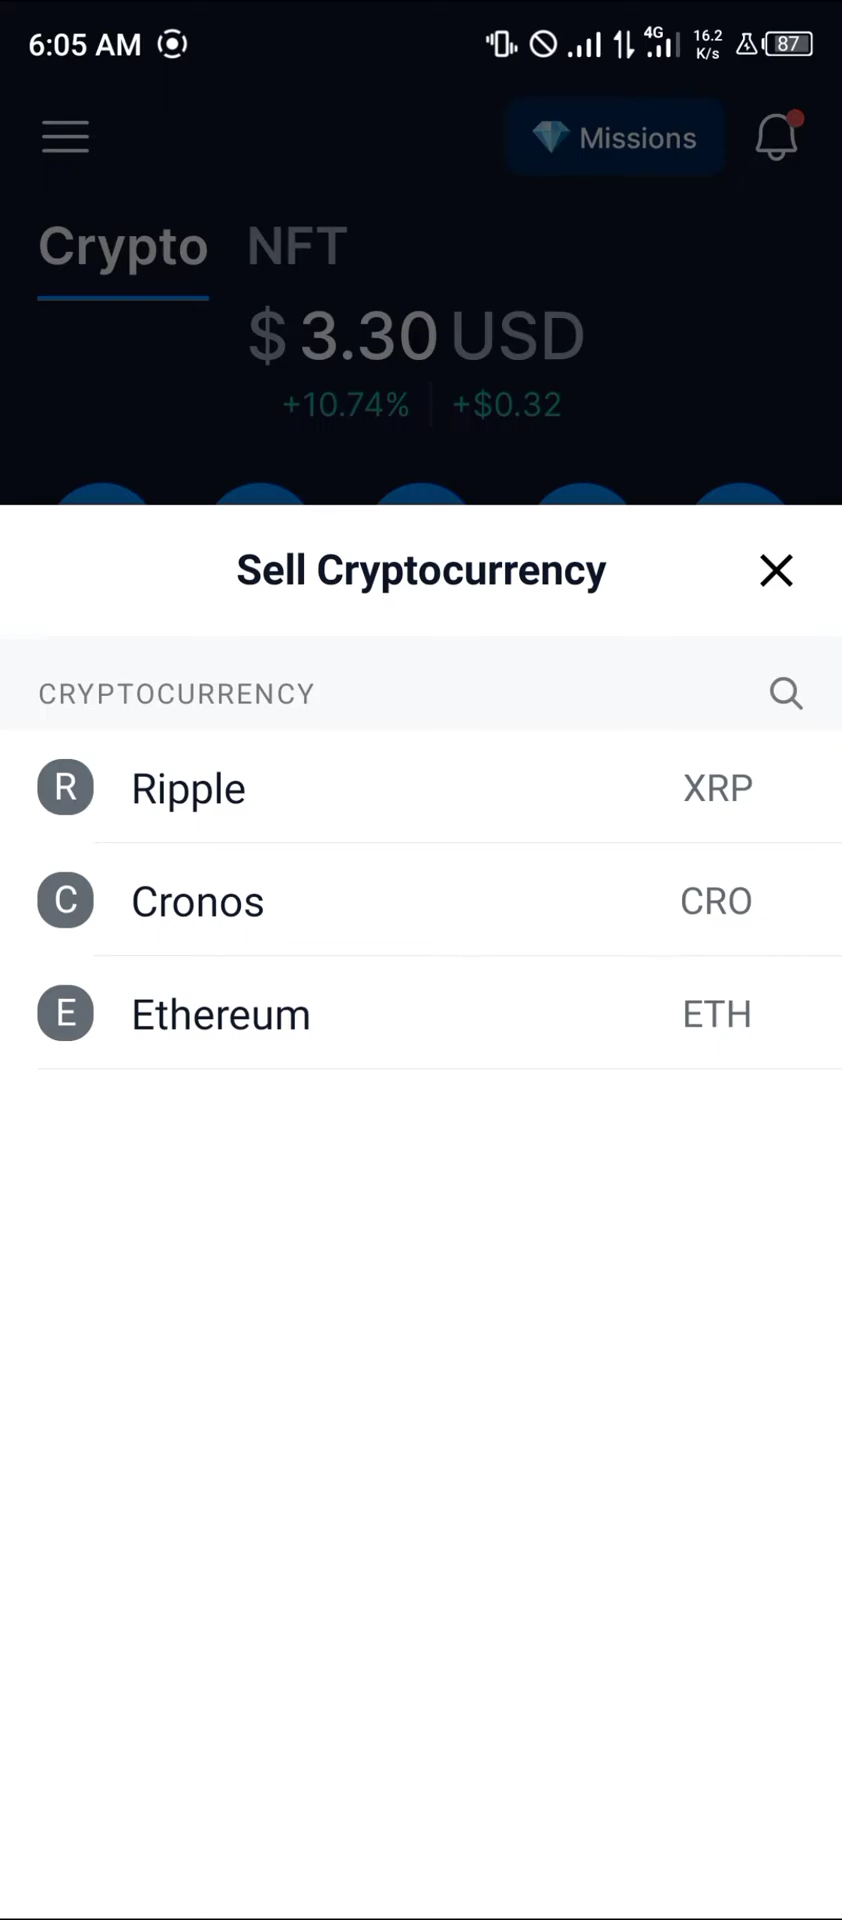 6:05 AM 4G 16.2 K/s 87
Missions
Crypto NFT
$ 3.30 USD
+10.74% +$0.32
Sell Cryptocurrency
CRYPTOCURRENCY
R Ripple XRP
C Cronos CRO
E Ethereum ETH